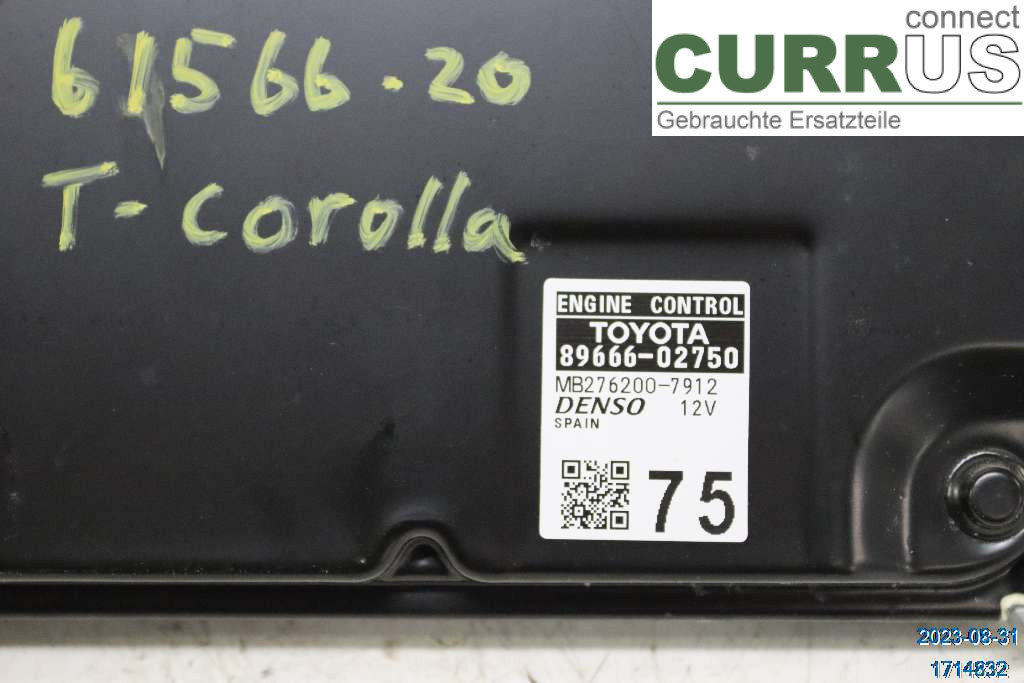 61566.20
T-Corolla
connect
CURRUS
Gebrauchte Ersatzteile
ENGINE CONTROL
TOYOTA
89666-02750
MB276200-7912
DENSO 12V
SPAIN
75
2023-08-31
1714832